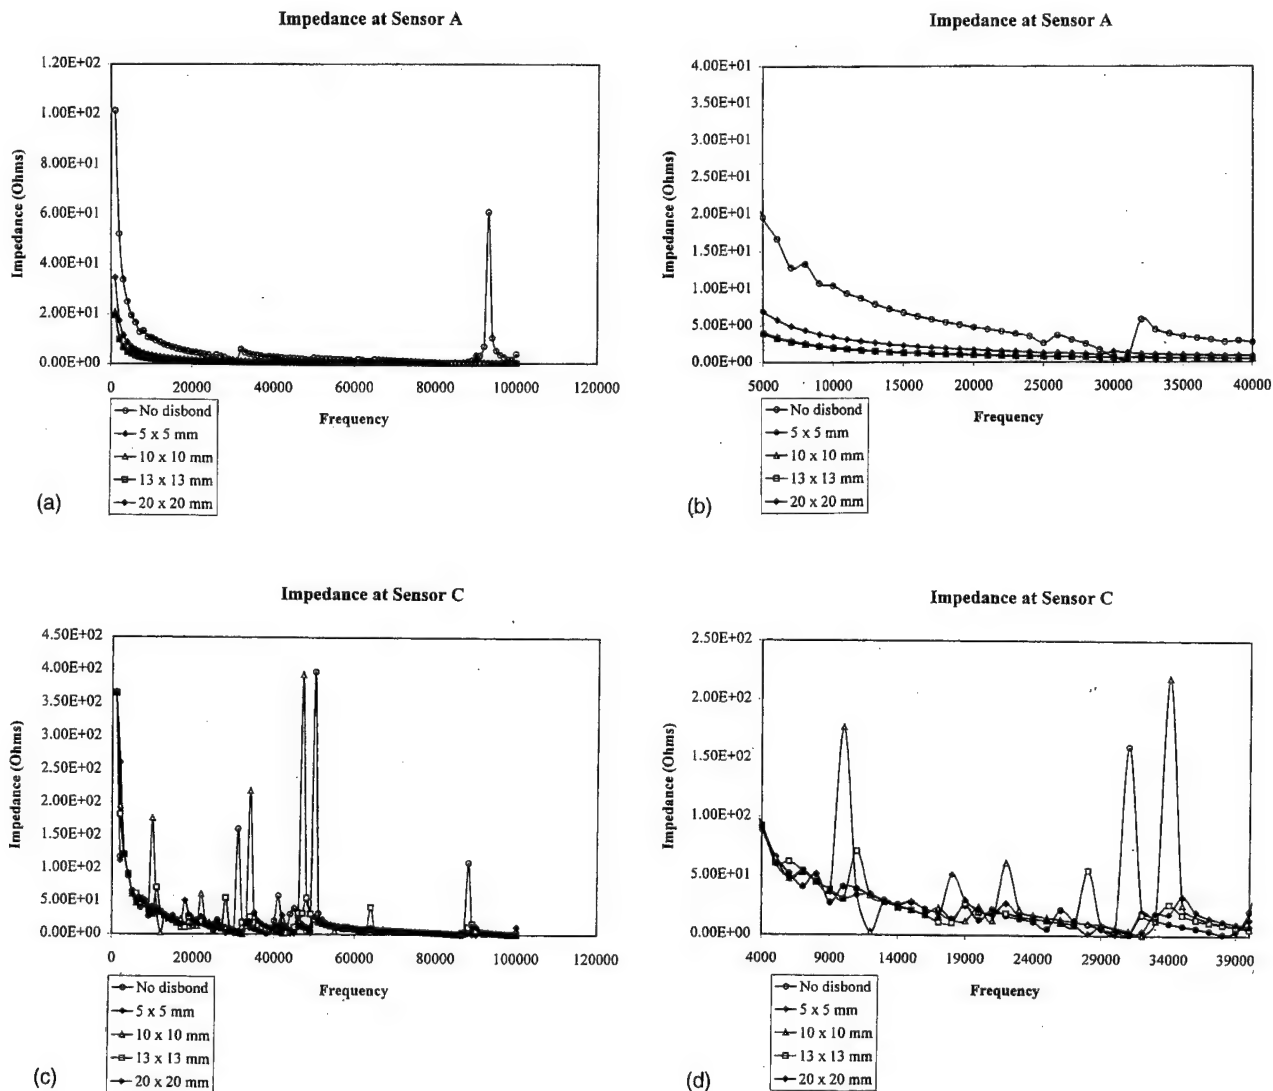 Impedance at Sensor A
Impedance (Ohms)
1.20E+02
1.00E+02
8.00E+01
6.00E+01
4.00E+01
2.00E+01
0.00E+00
0 20000 40000 60000 80000 100000 120000
Frequency
No disbond
5 x 5 mm
10 x 10 mm
13 x 13 mm
20 x 20 mm
(a)
Impedance at Sensor A
Impedance (Ohms)
4.00E+01
3.50E+01
3.00E+01
2.50E+01
2.00E+01
1.50E+01
1.00E+01
5.00E+00
0.00E+00
5000 10000 15000 20000 25000 30000 35000 40000
Frequency
No disbond
5 x 5 mm
10 x 10 mm
13 x 13 mm
20 x 20 mm
(b)
Impedance at Sensor C
Impedance (Ohms)
4.50E+02
4.00E+02
3.50E+02
3.00E+02
2.50E+02
2.00E+02
1.50E+02
1.00E+02
5.00E+01
0.00E+00
0 20000 40000 60000 80000 100000 120000
Frequency
No disbond
5 x 5 mm
10 x 10 mm
13 x 13 mm
20 x 20 mm
(c)
Impedance at Sensor C
Impedance (Ohms)
2.50E+02
2.00E+02
1.50E+02
1.00E+02
5.00E+01
0.00E+00
4000 9000 14000 19000 24000 29000 34000 39000
Frequency
No disbond
5 x 5 mm
10 x 10 mm
13 x 13 mm
20 x 20 mm
(d)